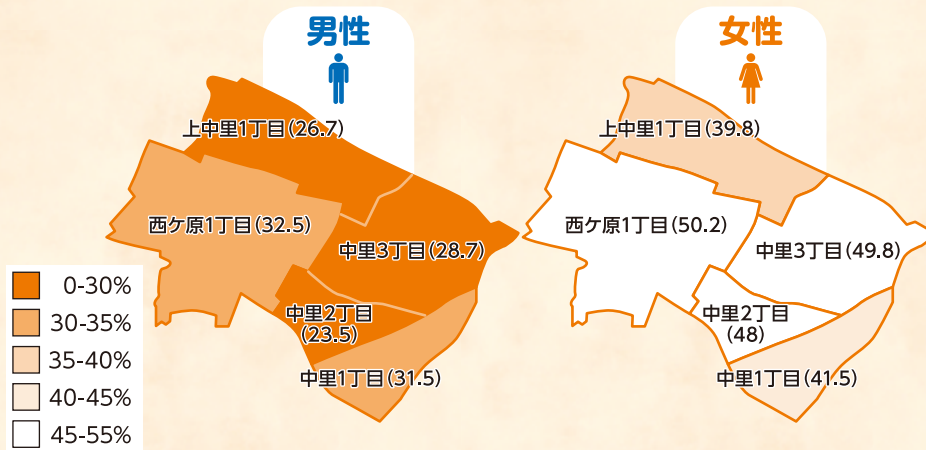 男性
上中里1丁目(26.7)
西ケ原1丁目(32.5)
中里3丁目(28.7)
中里2丁目
(23.5)
中里1丁目(31.5)
女性
上中里1丁目(39.8)
西ケ原1丁目(50.2)
中里3丁目(49.8)
中里2丁目
(48)
中里1丁目(41.5)
0-30%
30-35%
35-40%
40-45%
45-55%